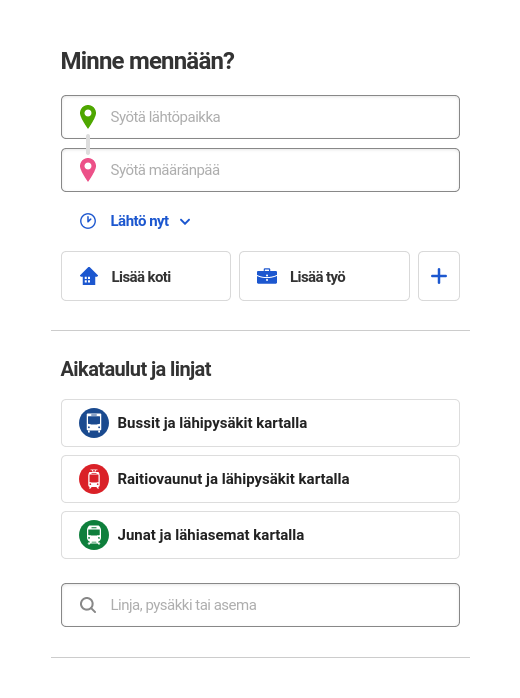 Minne mennään?
Syötä lähtöpaikka
Syötä määränpää
Lähtö nyt
Lisää koti
Lisää työ
Aikataulut ja linjat
Bussit ja lähipysäkit kartalla
Raitiovaunut ja lähipysäkit kartalla
Junat ja lähiasemat kartalla
Linja, pysäkki tai asema